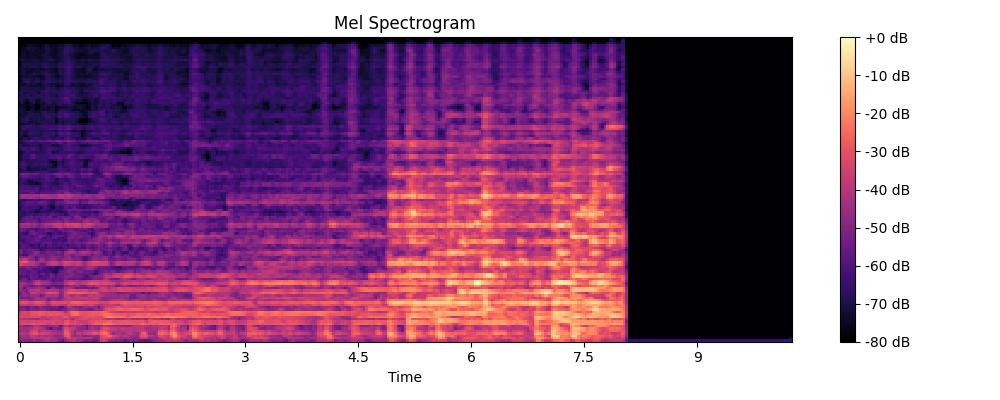 Mel Spectrogram
+0 dB
-10 dB
-20 dB
-30 dB
-40 dB
-50 dB
-60 dB
-70 dB
-80 dB
0 1.5 3 4.5 6 7.5 9
Time